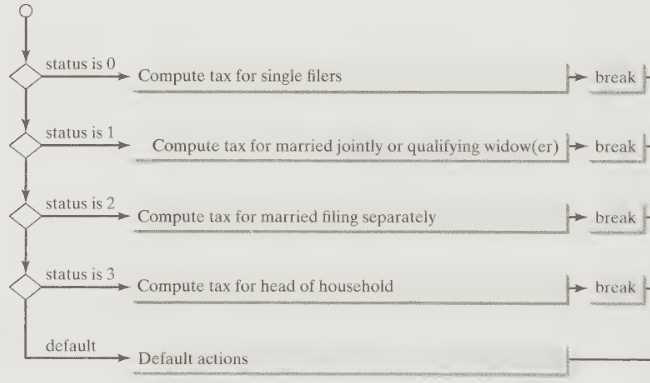 status is 0
Compute tax for single filers
break
status is 1
Compute tax for married jointly or qualifying widow(er)
break
status is 2
Compute tax for married filing separately
break
status is 3
Compute tax for head of household
break
default
Default actions